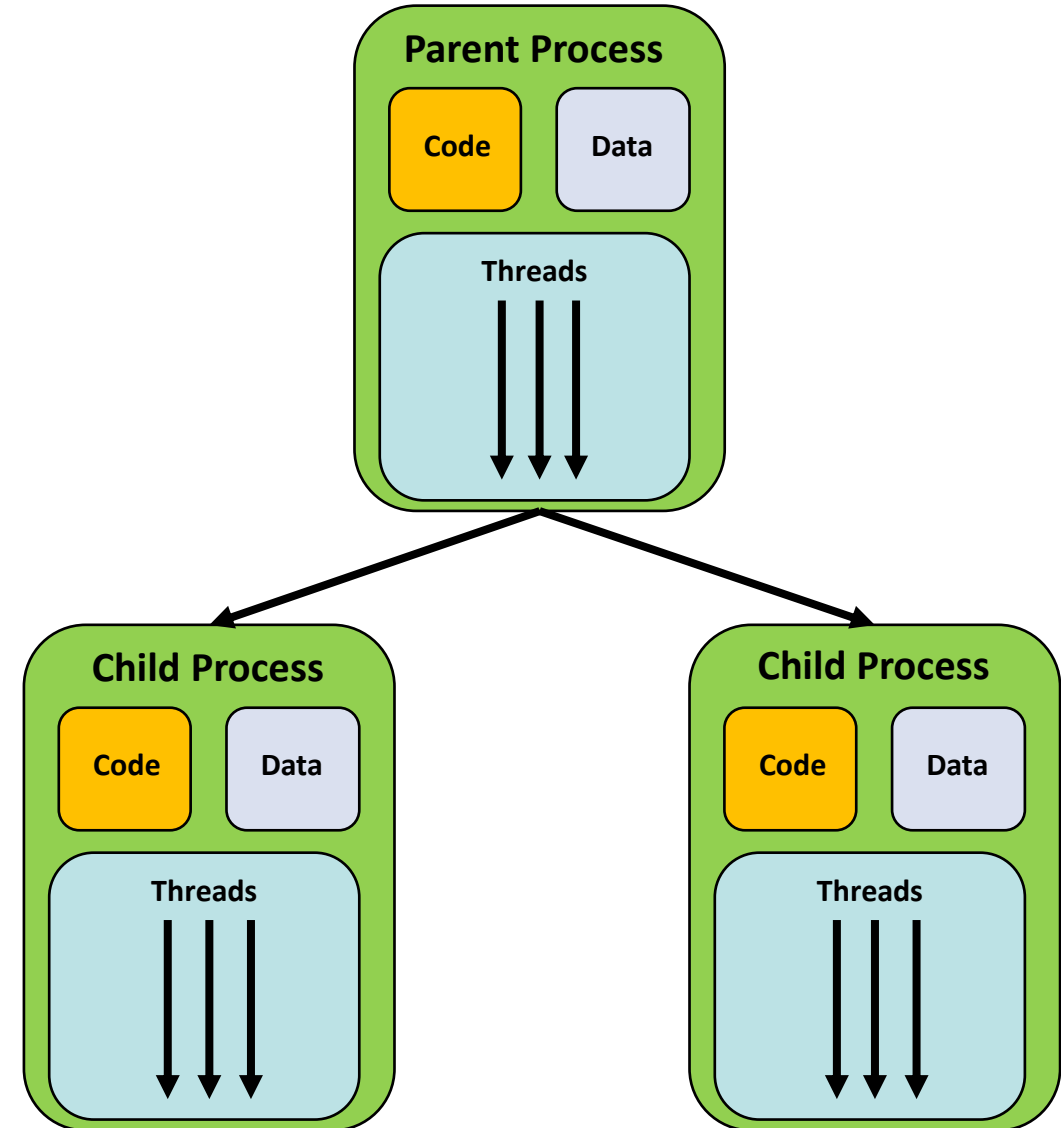 Parent Process
Code
Data
Threads
Child Process
Code
Data
Threads
Child Process
Code
Data
Threads